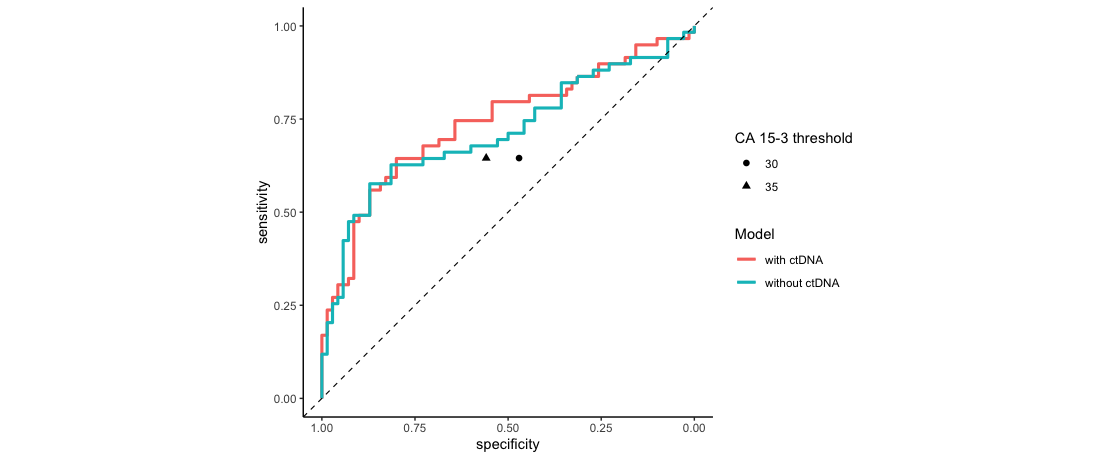 1.00
0.75
0.50
0.25
0.00
sensitivity
1.00 0.75 0.50 0.25 0.00
specificity
CA 15-3 threshold
30
35
Model
with ctDNA
without ctDNA